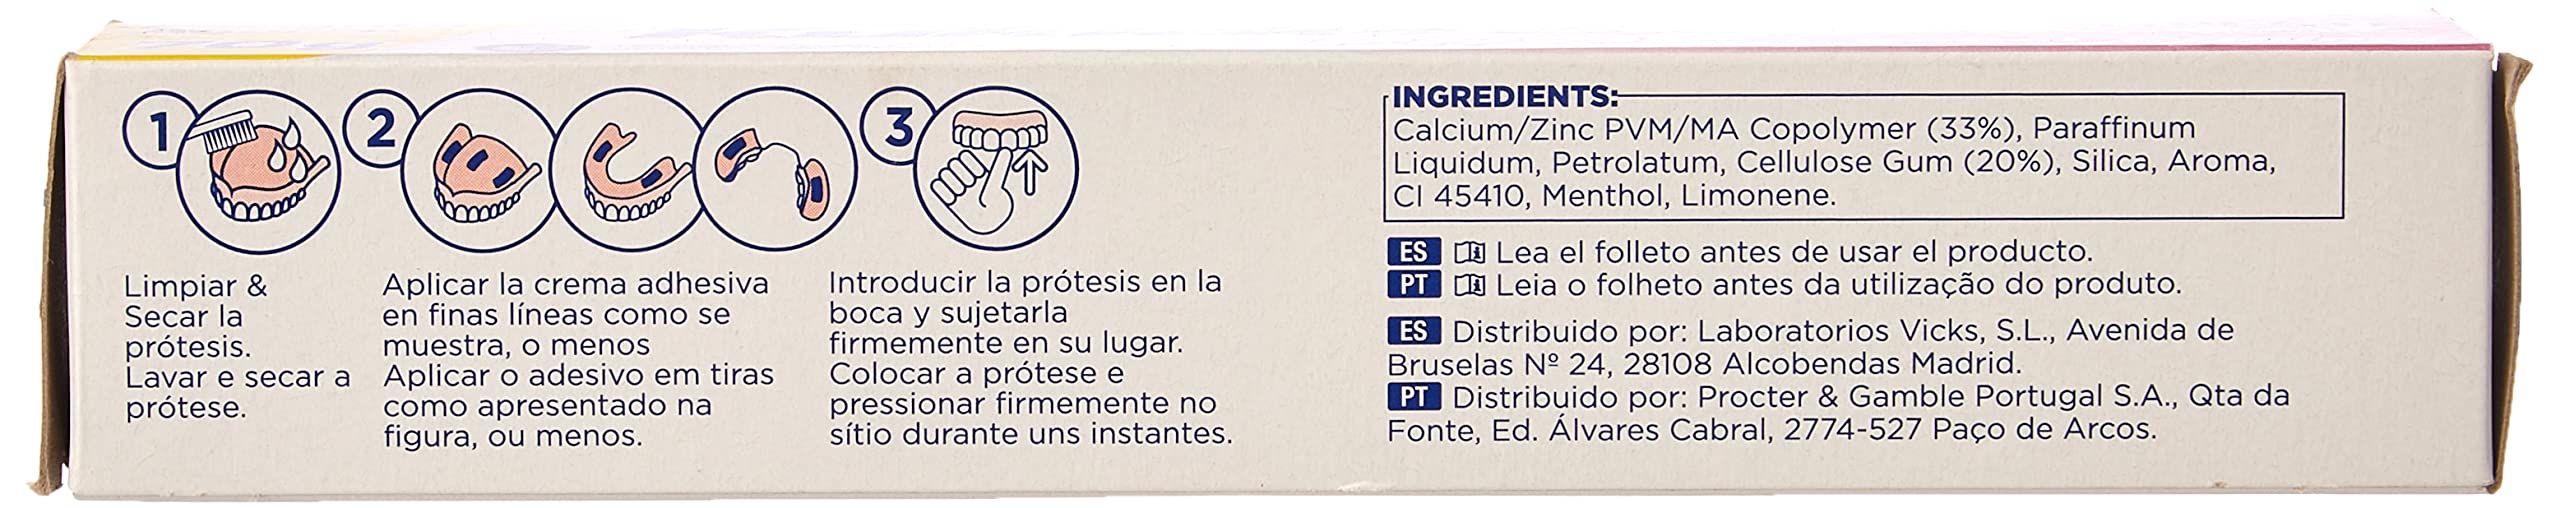 1
2
3
Limpiar &
Secar la
prótesis.
Lavar e secar a
prótese.
Aplicar la crema adhesiva
en finas líneas como se
muestra, o menos
Aplicar o adesivo em tiras
como apresentado na
figura, ou menos.
Introducir la prótesis en la
boca y sujetarla
firmemente en su lugar.
Colocar a prótese e
pressionar firmemente no
sítio durante uns instantes.
INGREDIENTS:
Calcium/Zinc PVM/MA Copolymer (33%), Paraffinum
Liquidum, Petrolatum, Cellulose Gum (20%), Silica, Aroma,
CI 45410, Menthol, Limonene.
ES Lea el folleto antes de usar el producto.
PT Leia o folheto antes da utilização do produto.
ES Distribuido por: Laboratorios Vicks, S.L., Avenida de
Bruselas Nº 24, 28108 Alcobendas Madrid.
PT Distribuído por: Procter & Gamble Portugal S.A., Qta da
Fonte, Ed. Álvares Cabral, 2774-527 Paço de Arcos.